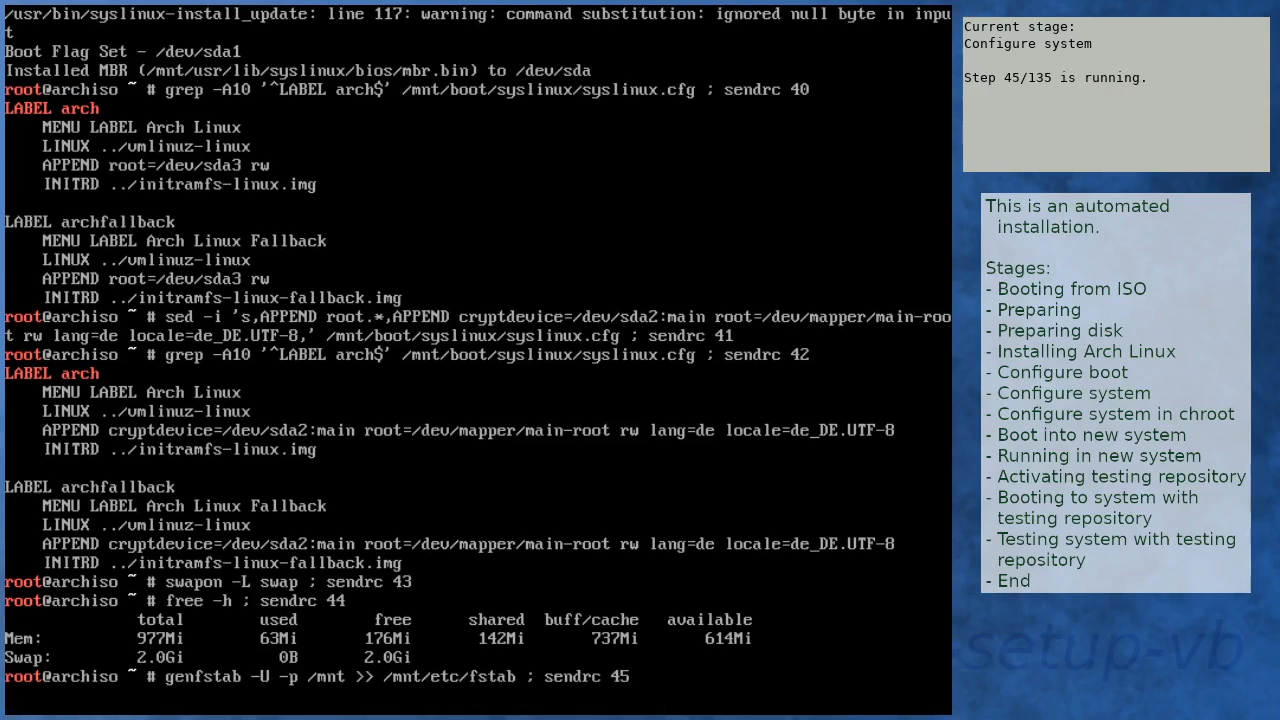 /usr/bin/syslinux-install_update: line 117: warning: command substitution: ignored null byte in inpu
t
Boot Flag Set - /dev/sda1
Installed MBR (/mnt/usr/lib/syslinux/bios/mbr.bin) to /dev/sda
root@archiso ~ # grep -A10 '^LABEL arch$' /mnt/boot/syslinux/syslinux.cfg ; sendrc 40
LABEL arch
    MENU LABEL Arch Linux
    LINUX ../vmlinuz-linux
    APPEND root=/dev/sda3 rw
    INITRD ../initramfs-linux.img

LABEL archfallback
    MENU LABEL Arch Linux Fallback
    LINUX ../vmlinuz-linux
    APPEND root=/dev/sda3 rw
    INITRD ../initramfs-linux-fallback.img
root@archiso ~ # sed -i 's,APPEND root.*,APPEND cryptdevice=/dev/sda2:main root=/dev/mapper/main-roo
t rw lang=de locale=de_DE.UTF-8,' /mnt/boot/syslinux/syslinux.cfg ; sendrc 41
root@archiso ~ # grep -A10 '^LABEL arch$' /mnt/boot/syslinux/syslinux.cfg ; sendrc 42
LABEL arch
    MENU LABEL Arch Linux
    LINUX ../vmlinuz-linux
    APPEND cryptdevice=/dev/sda2:main root=/dev/mapper/main-root rw lang=de locale=de_DE.UTF-8
    INITRD ../initramfs-linux.img

LABEL archfallback
    MENU LABEL Arch Linux Fallback
    LINUX ../vmlinuz-linux
    APPEND cryptdevice=/dev/sda2:main root=/dev/mapper/main-root rw lang=de locale=de_DE.UTF-8
    INITRD ../initramfs-linux-fallback.img
root@archiso ~ # swapon -L swap ; sendrc 43
root@archiso ~ # free -h ; sendrc 44
              total        used        free      shared  buff/cache   available
Mem:          977Mi        63Mi       176Mi       142Mi       737Mi       614Mi
Swap:         2.0Gi          0B       2.0Gi
root@archiso ~ # genfstab -U -p /mnt >> /mnt/etc/fstab ; sendrc 45
Current stage:
Configure system

Step 45/135 is running.
This is an automated
installation.

Stages:
- Booting from ISO
- Preparing
- Preparing disk
- Installing Arch Linux
- Configure boot
- Configure system
- Configure system in chroot
- Boot into new system
- Running in new system
- Activating testing repository
- Booting to system with
testing repository
- Testing system with testing
repository
- End
-setup-vb